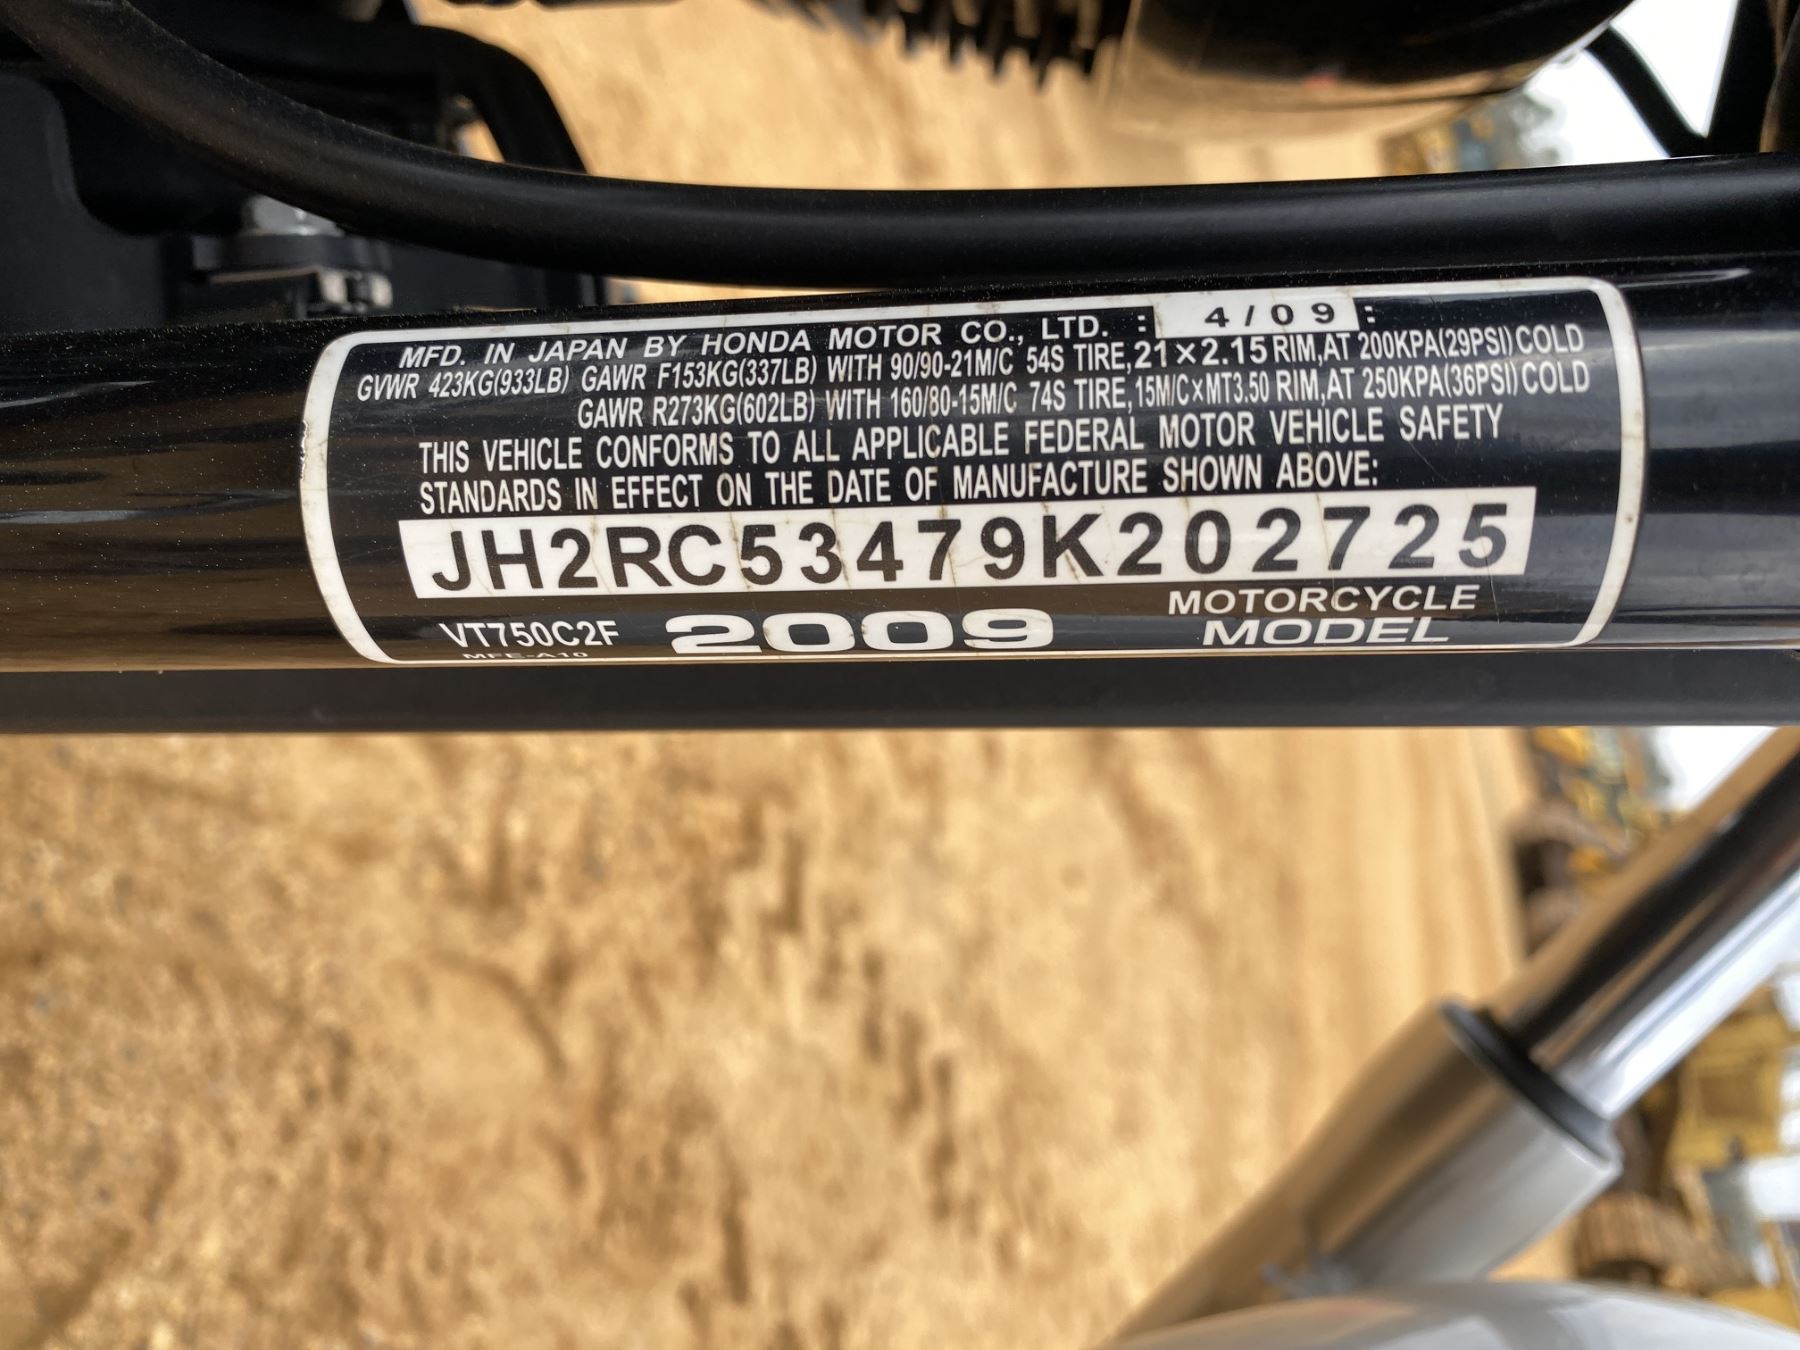 MFD. IN JAPAN BY HONDA MOTOR CO., LTD. : 4/09 :
GVWR 423KG(933LB) GAWR F153KG(337LB) WITH 90/90-21M/C 54S TIRE,21×2.15 RIM,AT 200KPA(29PSI)COLD
GAWR R273KG(602LB) WITH 160/80-15M/C 74S TIRE,15M/C×MT3.50 RIM,AT 250KPA(36PSI)COLD
THIS VEHICLE CONFORMS TO ALL APPLICABLE FEDERAL MOTOR VEHICLE SAFETY
STANDARDS IN EFFECT ON THE DATE OF MANUFACTURE SHOWN ABOVE:
JH2RC53479K202725
VT750C2F 2009 MOTORCYCLE
MODEL
MFE-A10